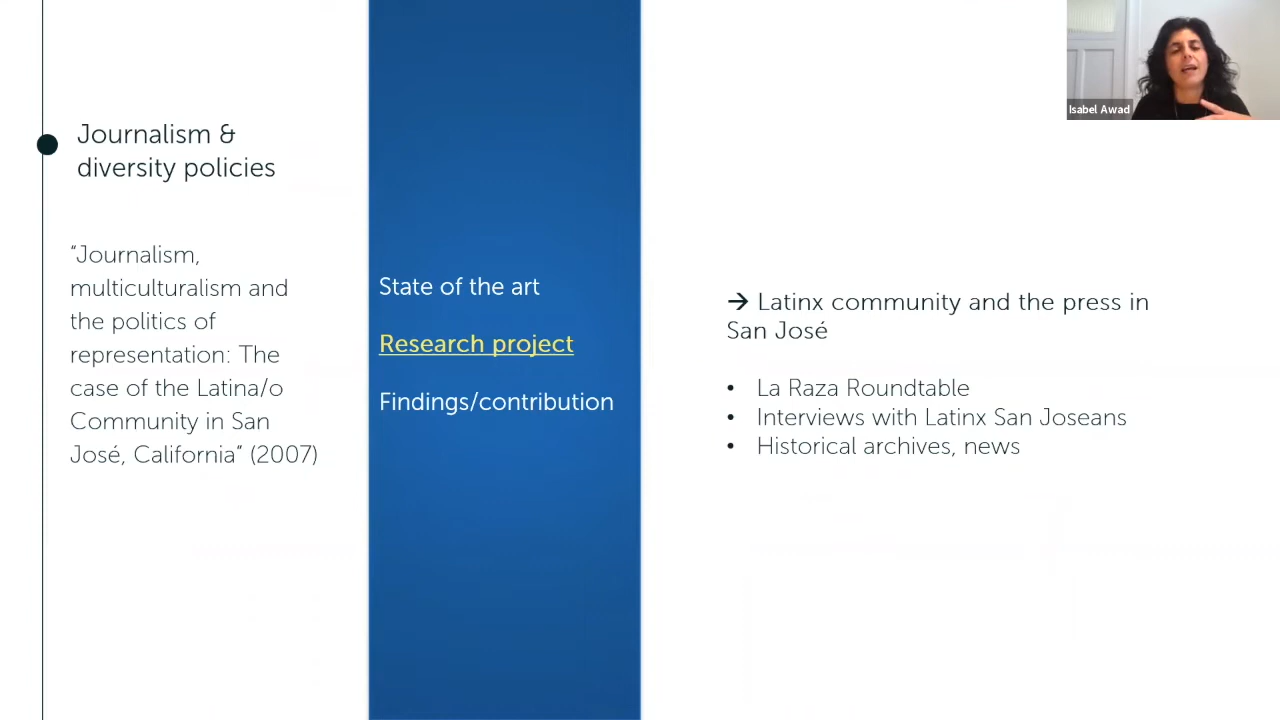 Journalism &
diversity policies
“Journalism,
multiculturalism and
the politics of
representation: The
case of the Latina/o
Community in San
José, California” (2007)
State of the art
Research project
Findings/contribution
→ Latinx community and the press in
San José
• La Raza Roundtable
• Interviews with Latinx San Joseans
• Historical archives, news
Isabel Awad